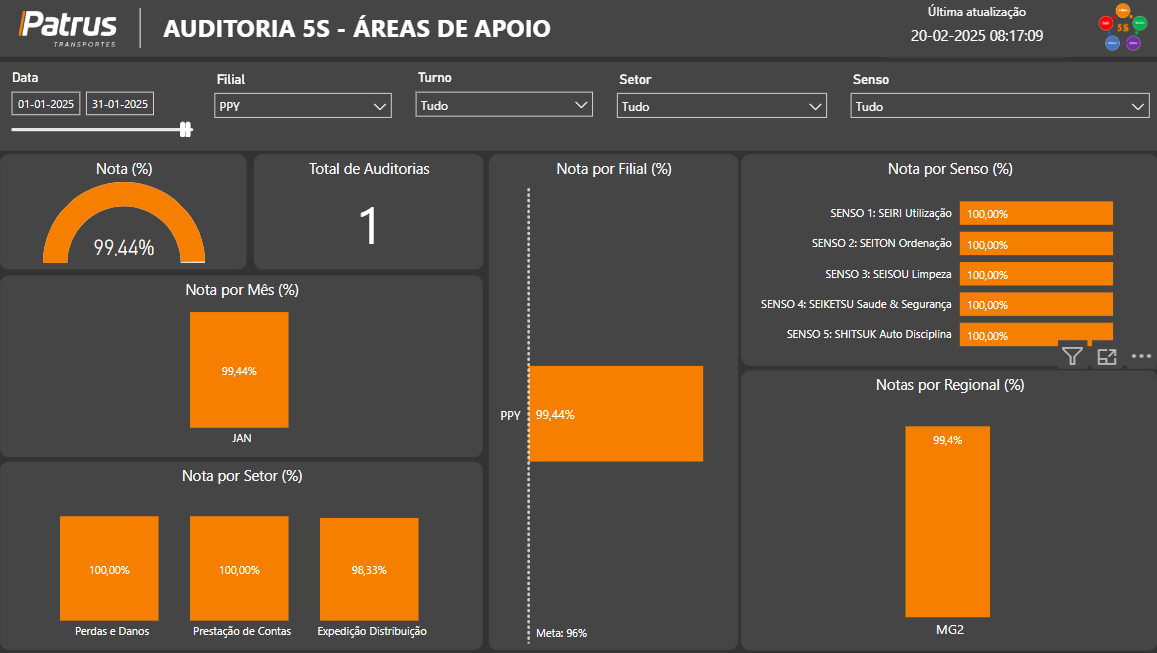 Patrus
TRANSPORTES
AUDITORIA 5S - ÁREAS DE APOIO
Última atualização
20-02-2025 08:17:09
5S
Data
01-01-2025
31-01-2025
Filial
PPY
Turno
Tudo
Setor
Tudo
Senso
Tudo
Nota (%)
99,44%
Total de Auditorias
1
Nota por Mês (%)
99,44%
JAN
Nota por Setor (%)
100,00%
100,00%
98,33%
Perdas e Danos
Prestação de Contas
Expedição Distribuição
Nota por Filial (%)
PPY
99,44%
Meta: 96%
Nota por Senso (%)
SENSO 1: SEIRI Utilização
100,00%
SENSO 2: SEITON Ordenação
100,00%
SENSO 3: SEISOU Limpeza
100,00%
SENSO 4: SEIKETSU Saude & Segurança
100,00%
SENSO 5: SHITSUK Auto Disciplina
100,00%
Notas por Regional (%)
99,4%
MG2